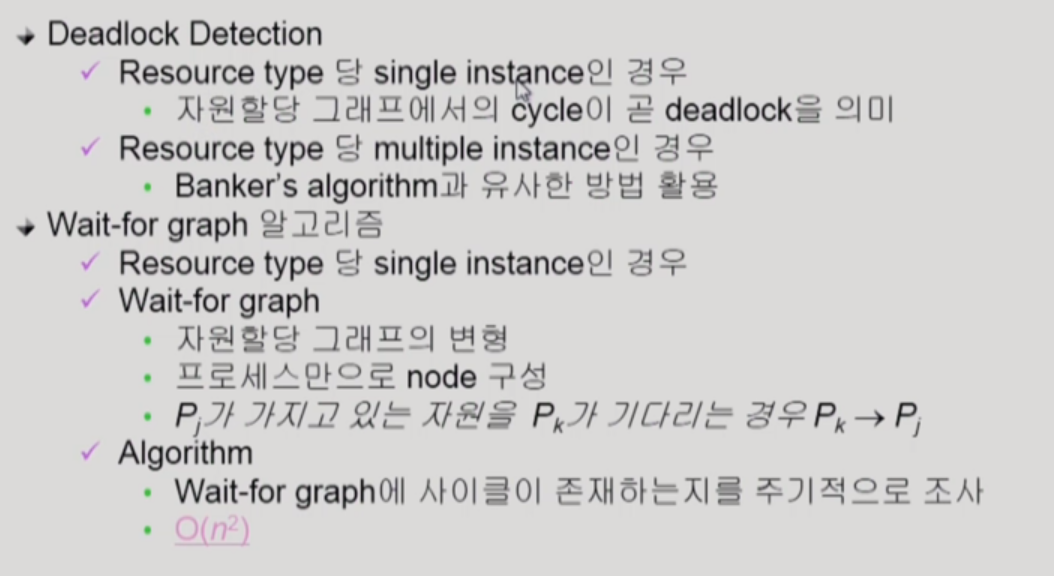 Deadlock Detection
Resource type 당 single instance인 경우
자원할당 그래프에서의 cycle이 곧 deadlock을 의미
Resource type 당 multiple instance인 경우
Banker's algorithm과 유사한 방법 활용
Wait-for graph 알고리즘
Resource type 당 single instance인 경우
Wait-for graph
자원할당 그래프의 변형
프로세스만으로 node 구성
Pj가 가지고 있는 자원을 Pk가 기다리는 경우 Pk → Pj
Algorithm
Wait-for graph에 사이클이 존재하는지를 주기적으로 조사
O(n²)